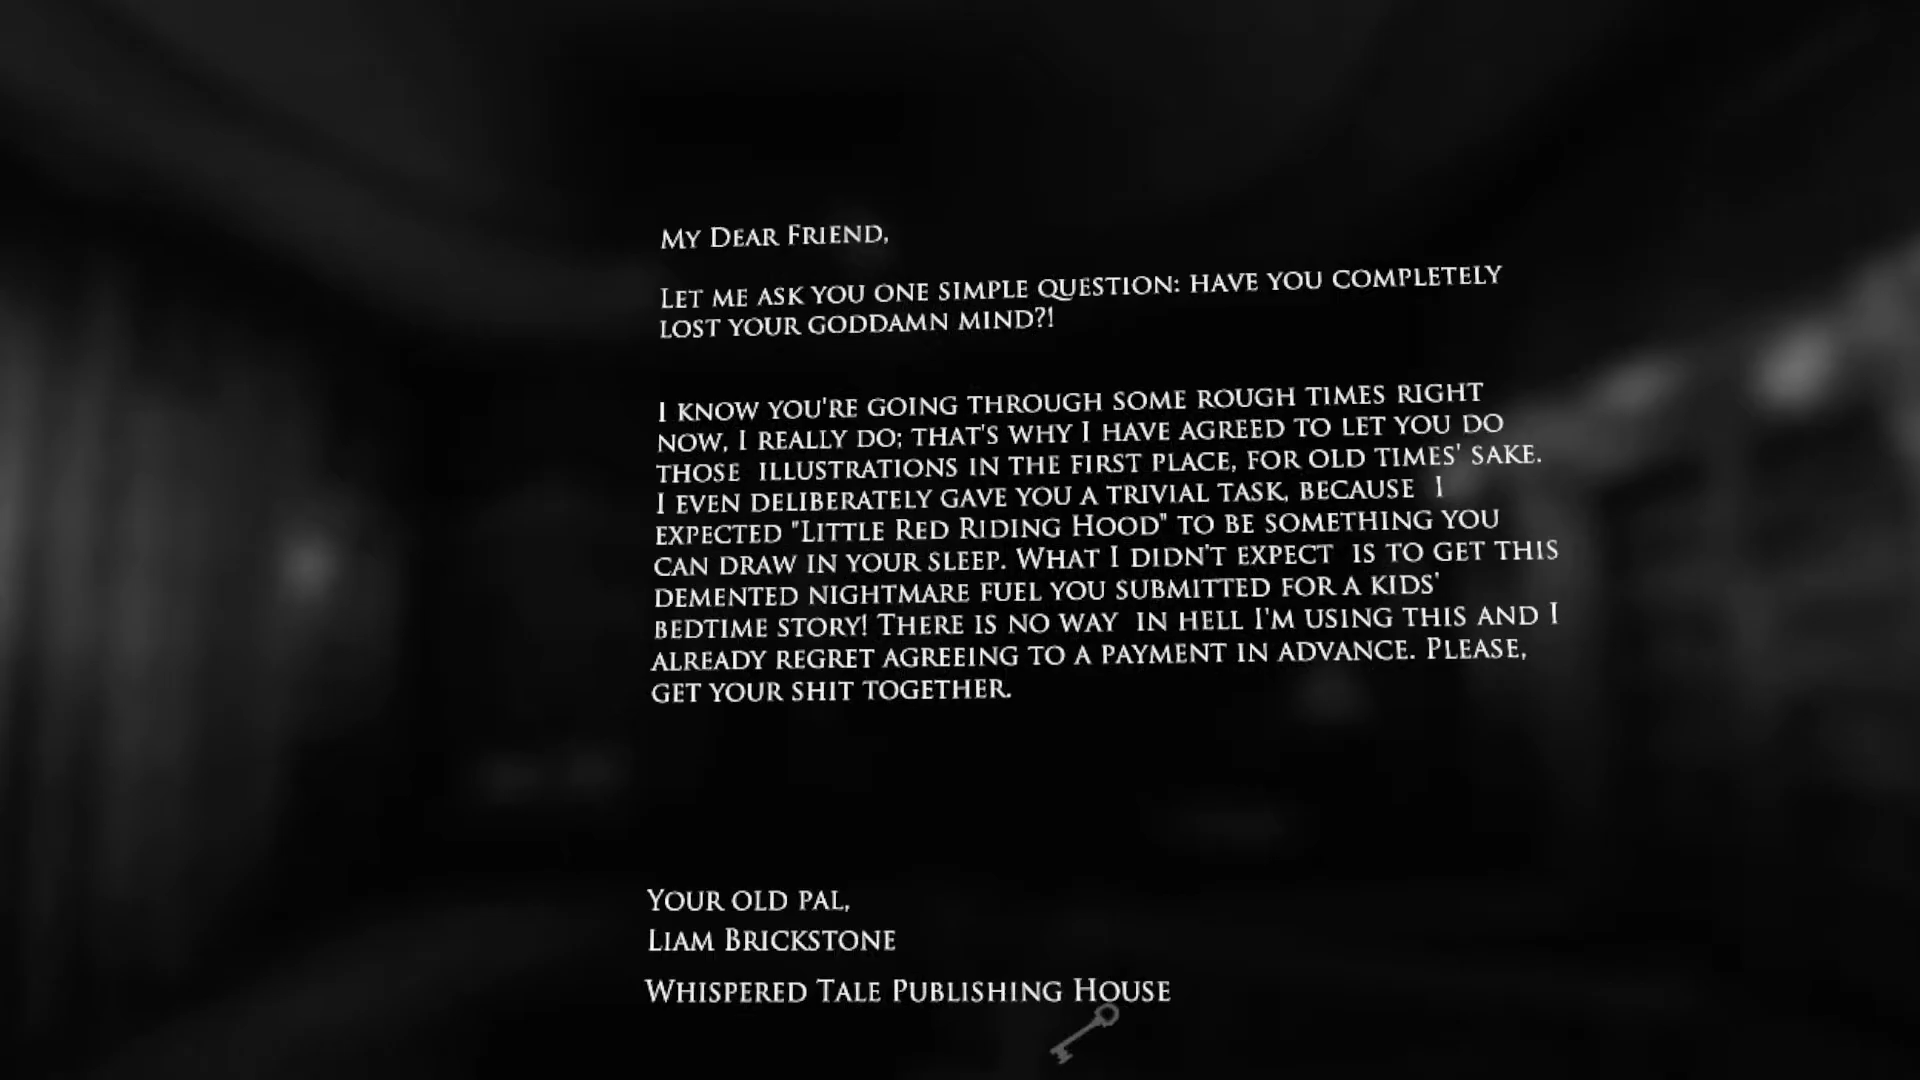 My Dear Friend,
Let me ask you one simple question: have you completely
lost your goddamn mind?!
I know you're going through some rough times right
now, I really do; that's why I have agreed to let you do
those  illustrations in the first place, for old times' sake.
I even deliberately gave you a trivial task, because  I
expected "Little Red Riding Hood" to be something you
can draw in your sleep. What I didn't expect  is to get this
demented nightmare fuel you submitted for a kids'
bedtime story! There is no way  in hell I'm using this and I
already regret agreeing to a payment in advance. Please,
get your shit together.
Your old pal,
Liam Brickstone
Whispered Tale Publishing House